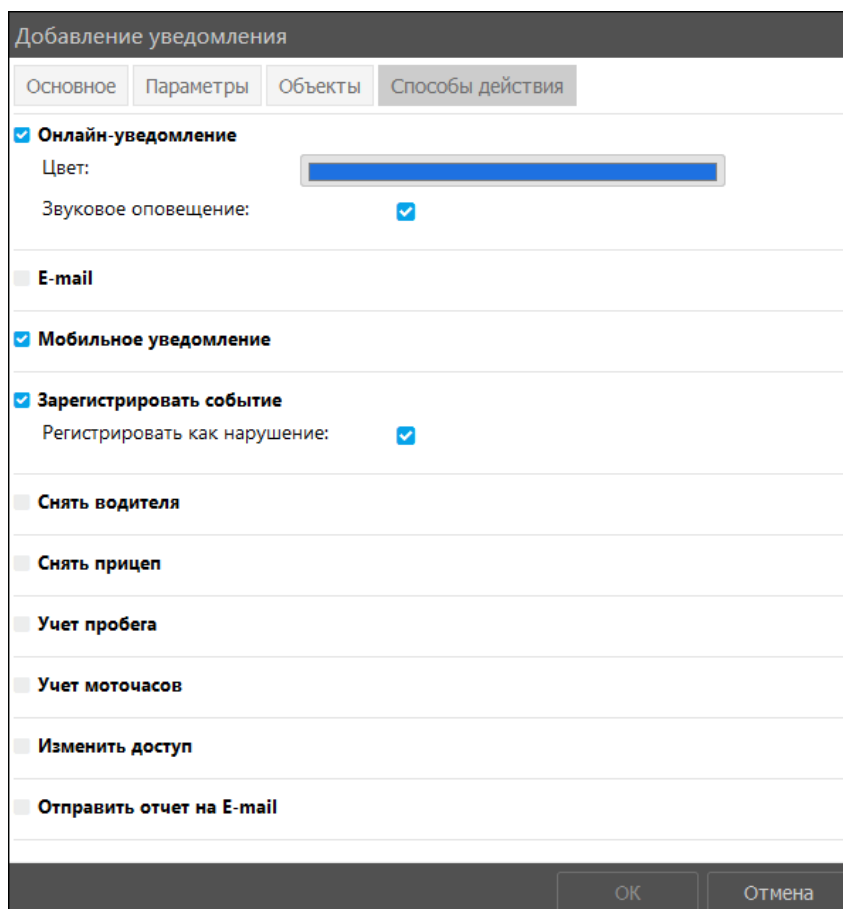 Добавление уведомления
Основное Параметры Объекты Способы действия
Онлайн-уведомление
Цвет:
Звуковое оповещение:
E-mail
Мобильное уведомление
Зарегистрировать событие
Регистрировать как нарушение:
Снять водителя
Снять прицеп
Учет пробега
Учет моточасов
Изменить доступ
Отправить отчет на E-mail
OK Отмена